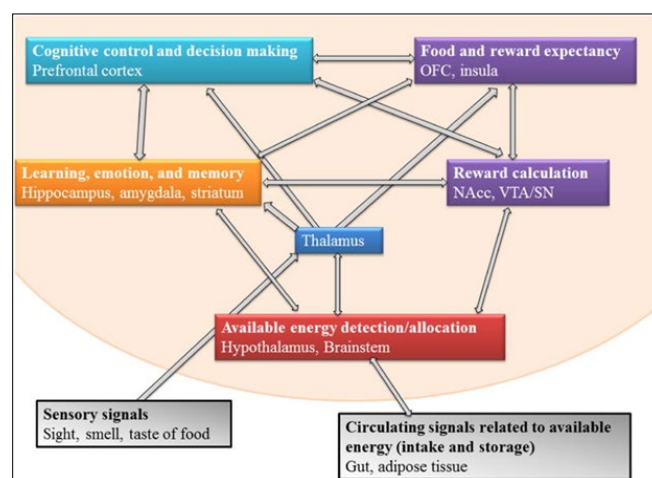 Cognitive control and decision making
Prefrontal cortex
Food and reward expectancy
OFC, insula
Learning, emotion, and memory
Hippocampus, amygdala, striatum
Reward calculation
NAcc, VTA/SN
Thalamus
Available energy detection/allocation
Hypothalamus, Brainstem
Sensory signals
Sight, smell, taste of food
Circulating signals related to available
energy (intake and storage)
Gut, adipose tissue